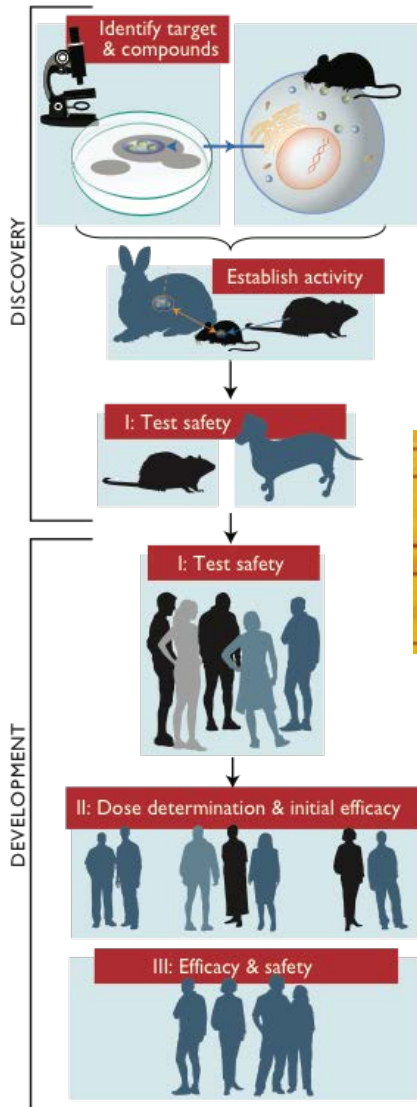 Identify target
& compounds
DISCOVERY
Establish activity
I: Test safety
I: Test safety
DEVELOPMENT
II: Dose determination & initial efficacy
III: Efficacy & safety